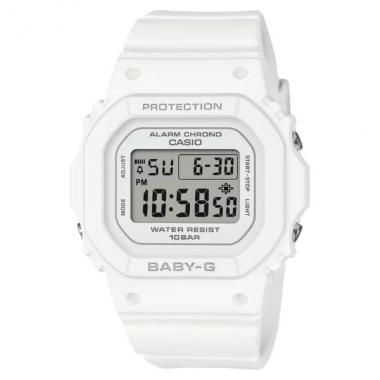 PROTECTION
ALARM CHRONO
CASIO
ADJUST
START-STOP
SU 6-30
PM
10:58 50
MODE
LIGHT
WATER RESIST
10BAR
BABY-G